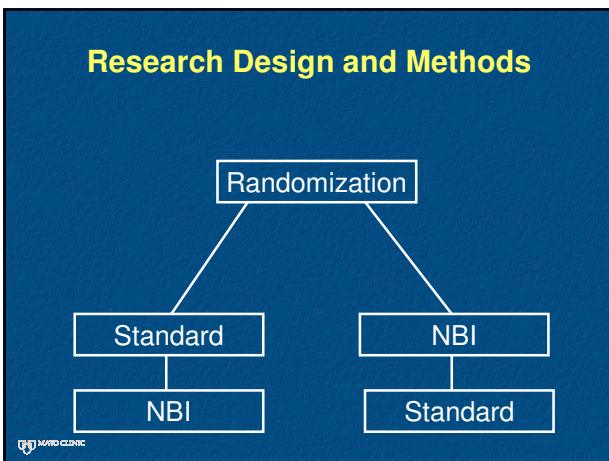 Research Design and Methods
Randomization
Standard
NBI
NBI
Standard
MAYO CLINIC